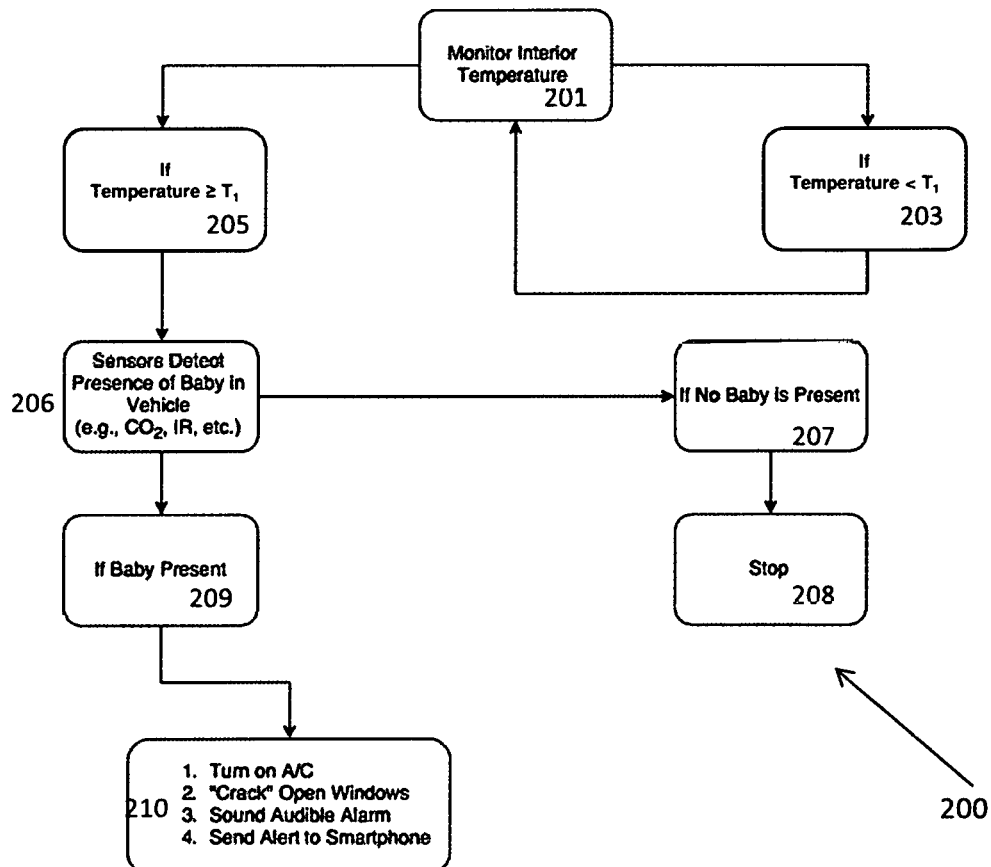 Monitor Interior
Temperature
201
If
Temperature ≥ T₁
205
If
Temperature < T₁
203
Sensors Detect
Presence of Baby in
Vehicle
(e.g., CO₂, IR, etc.)
206
If No Baby is Present
207
If Baby Present
209
Stop
208
1. Turn on A/C
2. "Crack" Open Windows
3. Sound Audible Alarm
4. Send Alert to Smartphone
210
200